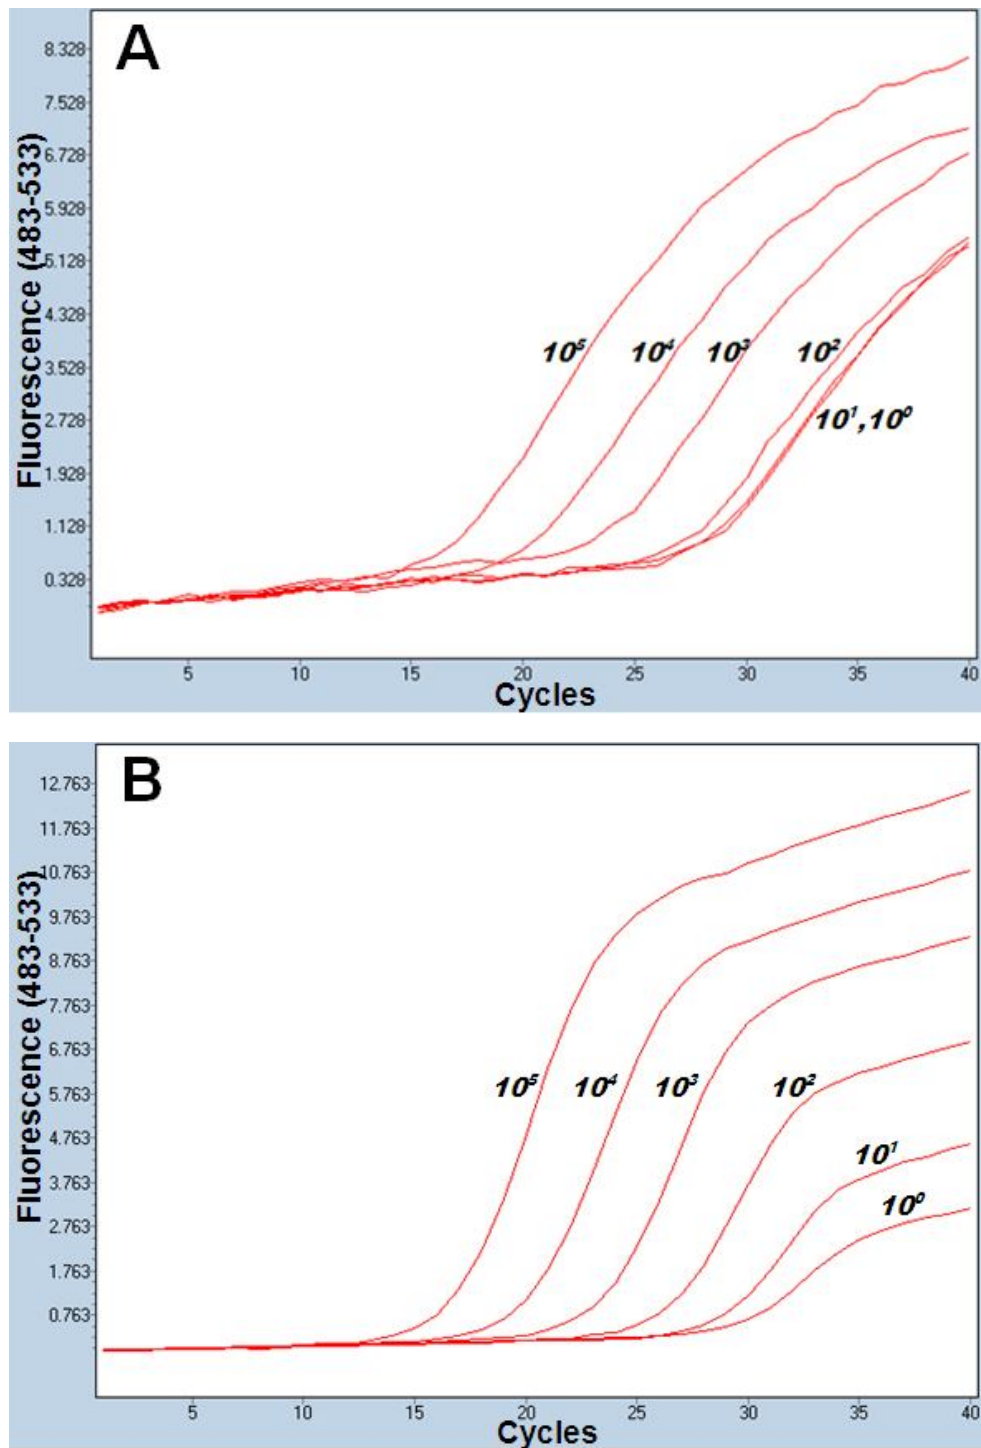 A
Fluorescence (483-533)
8.328
7.528
6.728
5.928
5.128
4.328
3.528
2.728
1.928
1.128
0.328
10⁵ 10⁴ 10³ 10²
10¹,10⁰
5 10 15 20 25 30 35 40
Cycles
B
Fluorescence (483-533)
12.763
11.763
10.763
9.763
8.763
7.763
6.763
5.763
4.763
3.763
2.763
1.763
0.763
10⁵ 10⁴ 10³ 10²
10¹
10⁰
5 10 15 20 25 30 35 40
Cycles